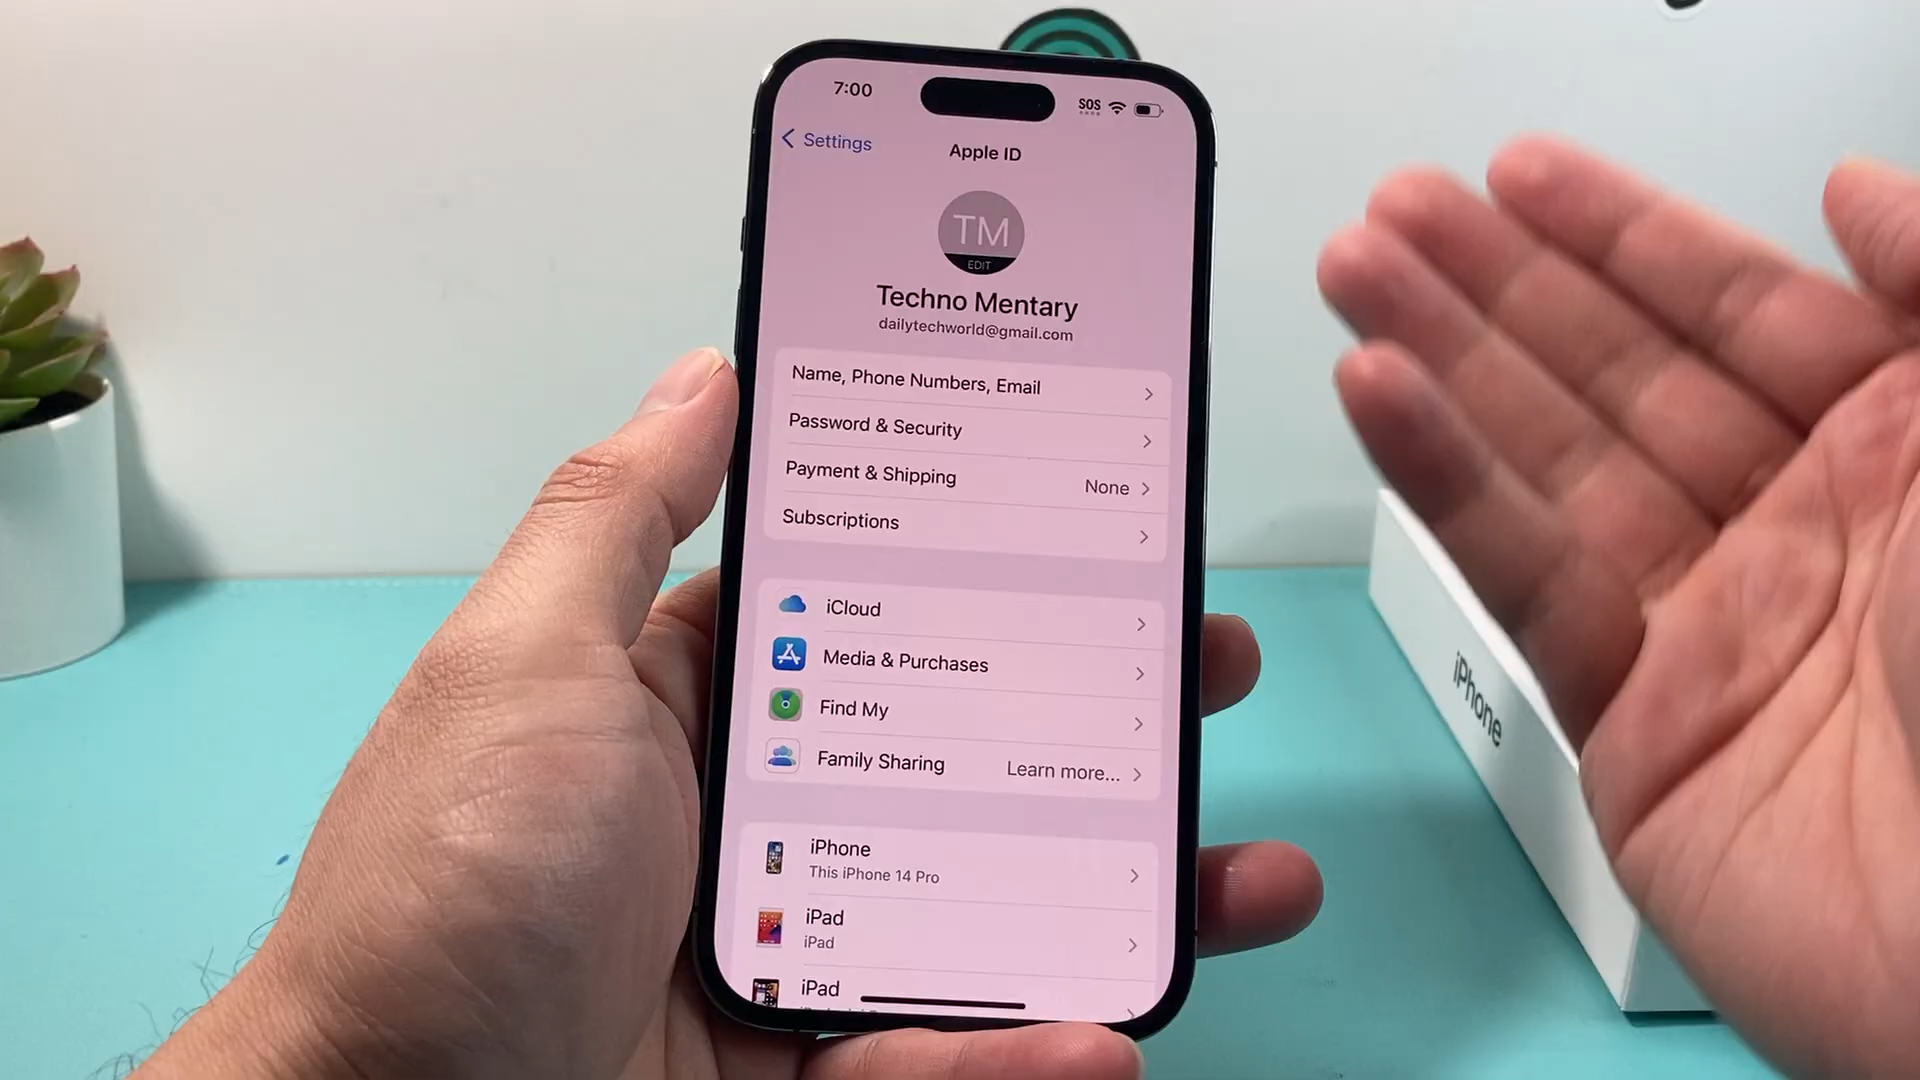 7:00
SOS
Settings
Apple ID
TM
EDIT
Techno Mentary
dailytechworld@gmail.com
Name, Phone Numbers, Email
Password & Security
Payment & Shipping None
Subscriptions
iCloud
Media & Purchases
Find My
Family Sharing Learn more...
iPhone
This iPhone 14 Pro
iPad
iPad
iPad
iPhone